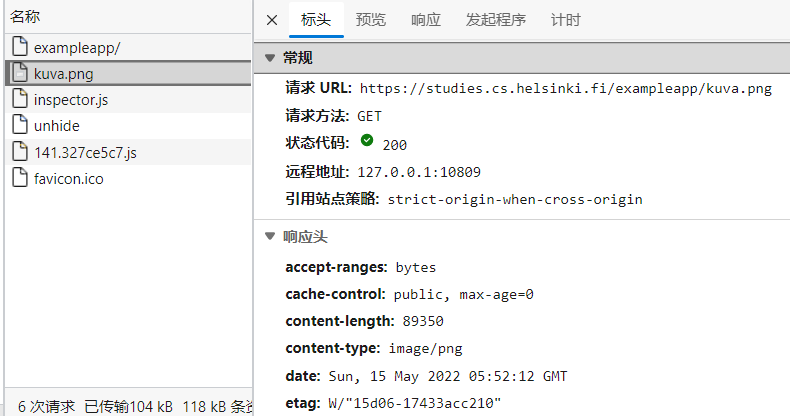 名称
exampleapp/
kuva.png
inspector.js
unhide
141.327ce5c7.js
favicon.ico
6 次请求 已传输104 kB 118 kB 条
标头 预览 响应 发起程序 计时
常规
请求 URL: https://studies.cs.helsinki.fi/exampleapp/kuva.png
请求方法: GET
状态代码: 200
远程地址: 127.0.0.1:10809
引用站点策略: strict-origin-when-cross-origin
响应头
accept-ranges: bytes
cache-control: public, max-age=0
content-length: 89350
content-type: image/png
date: Sun, 15 May 2022 05:52:12 GMT
etag: W/"15d06-17433acc210"